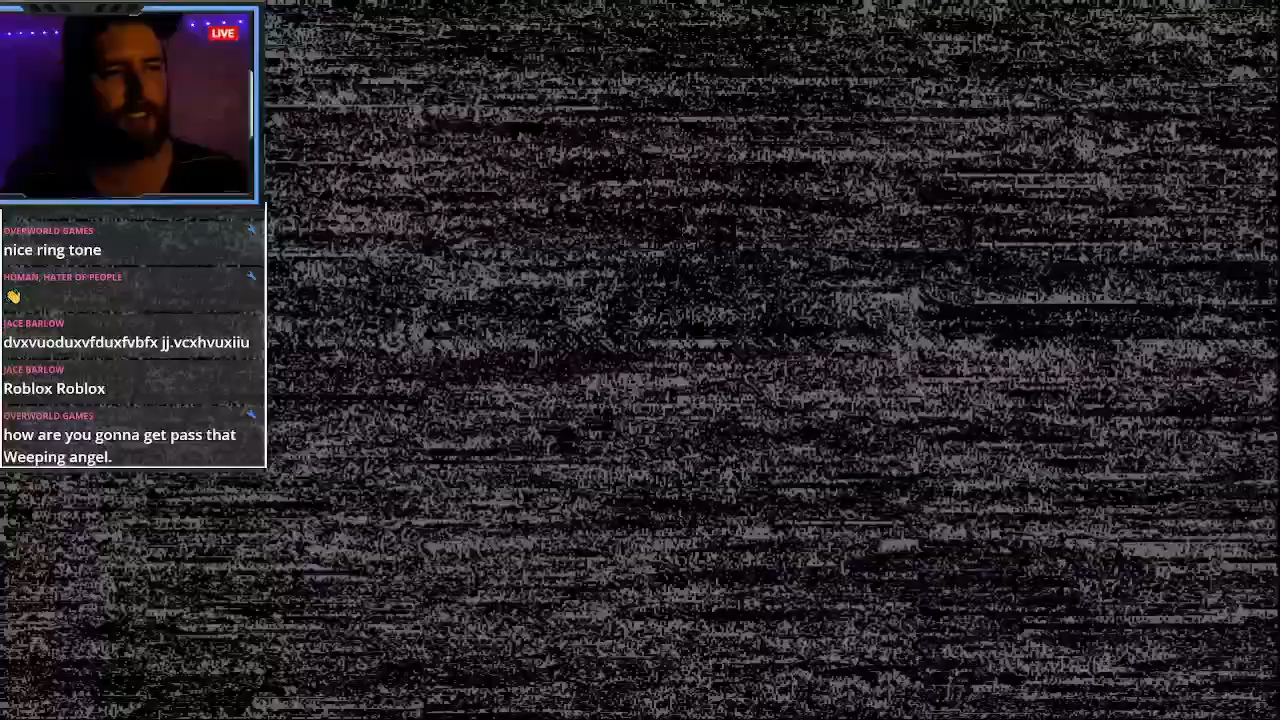 LIVE
OVERWORLD GAMES
nice ring tone
HUMAN, HATER OF PEOPLE
👋
JACE BARLOW
dvxvuoduxvfduxfvbfx jj.vcxhvuxiiu
JACE BARLOW
Roblox Roblox
OVERWORLD GAMES
how are you gonna get pass that
Weeping angel.